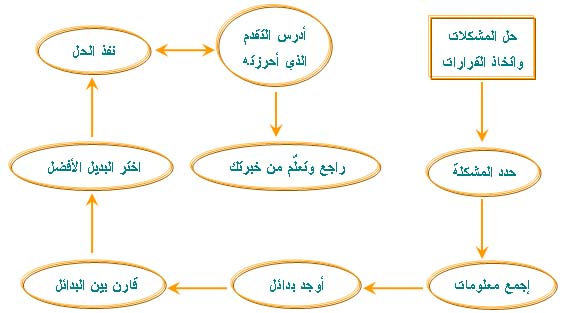 حل المشكلات
واتخاذ القرارات
حدد المشكلة
إجمع معلومات
أوجد بدائل
قارن بين البدائل
اختر البديل الأفضل
نفذ الحل
أدرس التقدم
الذي أحرزته
راجع وتعلّم من خبرتك